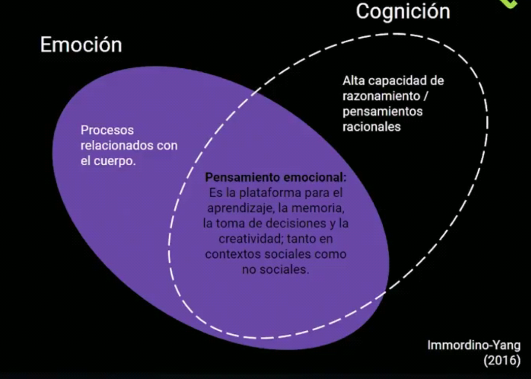 Cognición
Emoción
Alta capacidad de
razonamiento /
pensamientos
racionales
Procesos
relacionados con
el cuerpo.
Pensamiento emocional:
Es la plataforma para el
aprendizaje, la memoria,
la toma de decisiones y la
creatividad; tanto en
contextos sociales como
no sociales.
Immordino-Yang
(2016)